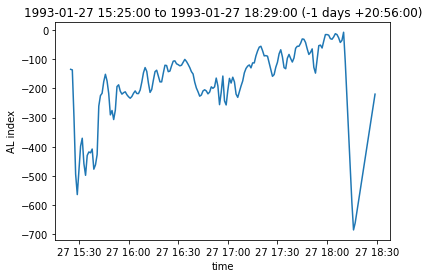 1993-01-27 15:25:00 to 1993-01-27 18:29:00 (-1 days +20:56:00)
0
-100
-200
-300
-400
-500
-600
-700
AL index
27 15:30 27 16:00 27 16:30 27 17:00 27 17:30 27 18:00 27 18:30
time